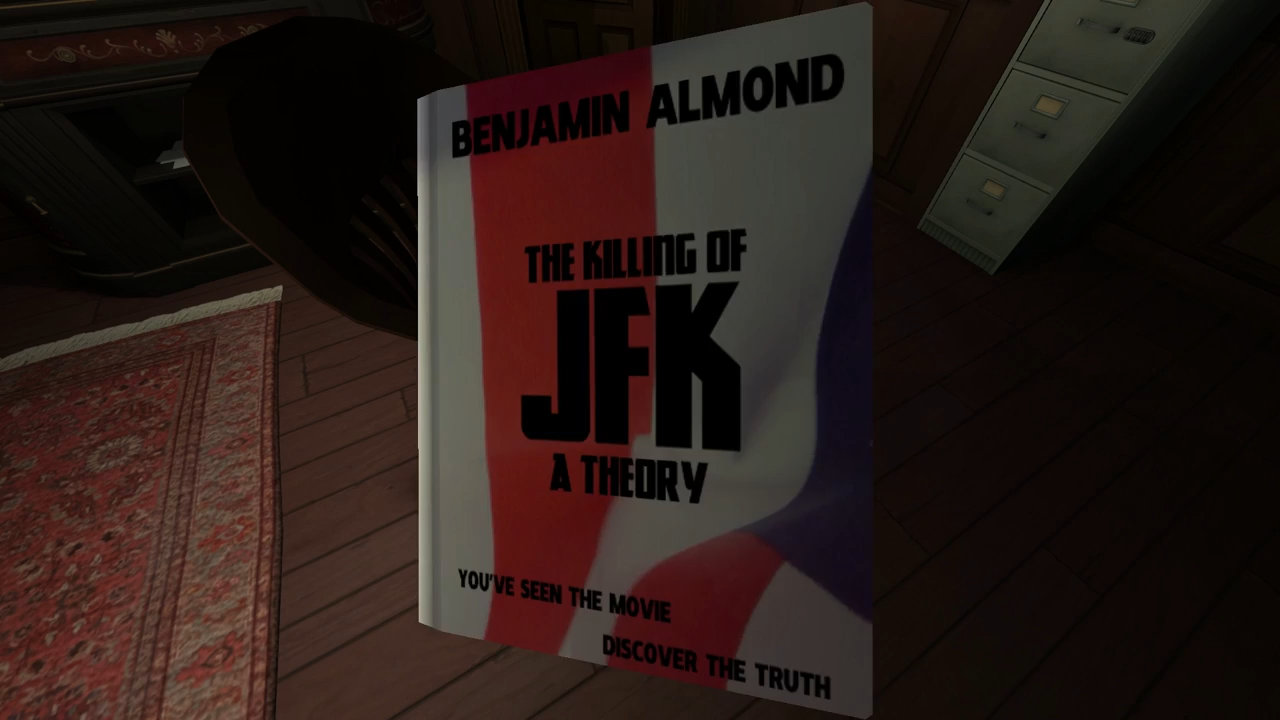 BENJAMIN ALMOND
THE KILLING OF
JFK
A THEORY
YOU'VE SEEN THE MOVIE
DISCOVER THE TRUTH